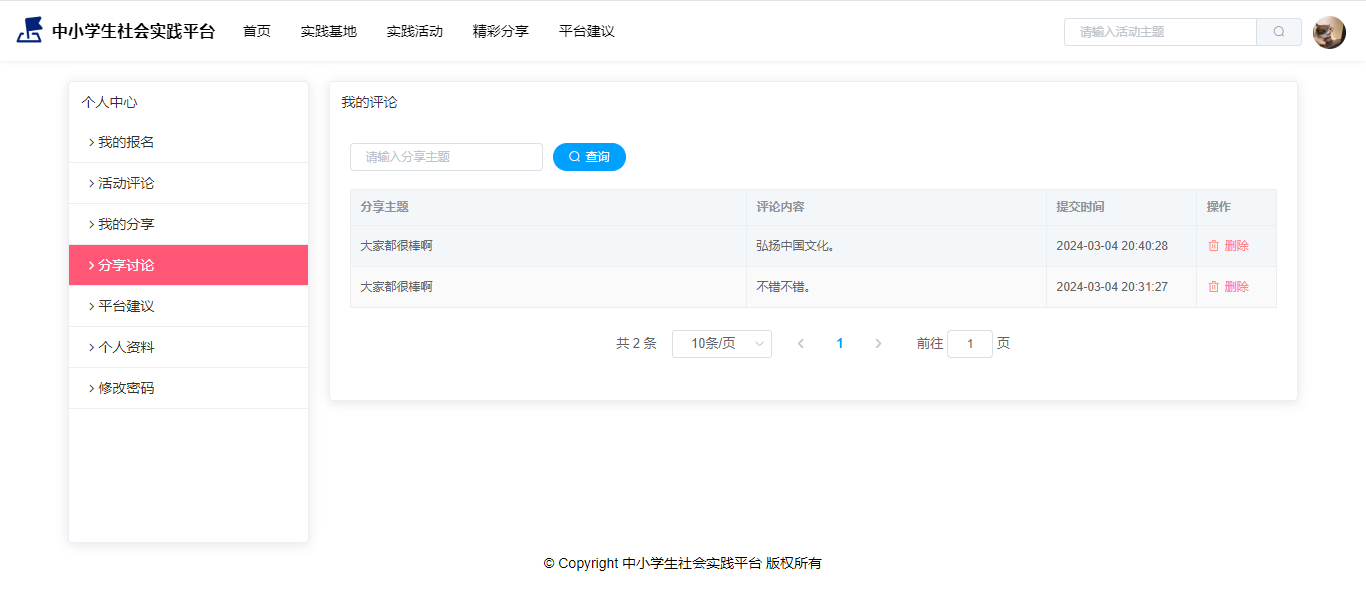 中小学生社会实践平台 首页 实践基地 实践活动 精彩分享 平台建议 请输入活动主题
个人中心
我的报名
活动评论
我的分享
分享讨论
平台建议
个人资料
修改密码
我的评论
请输入分享主题 查询
分享主题 评论内容 提交时间 操作
大家都很棒啊 弘扬中国文化。 2024-03-04 20:40:28 删除
大家都很棒啊 不错不错。 2024-03-04 20:31:27 删除
共 2 条 10条/页 1 前往 1 页
© Copyright 中小学生社会实践平台 版权所有